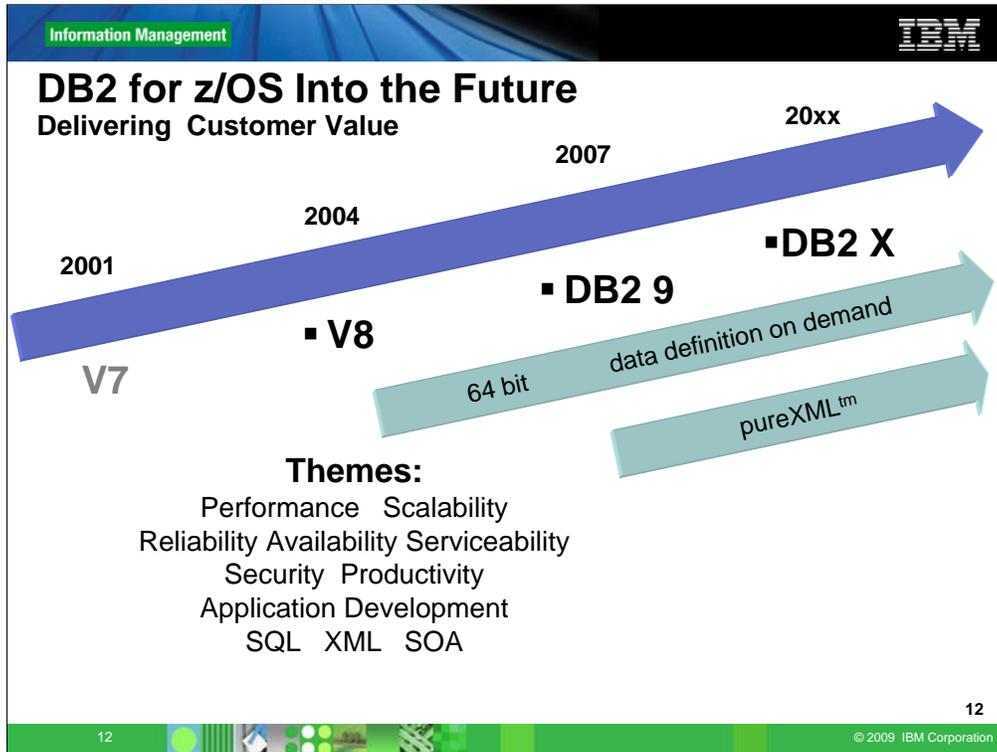 Information Management
IBM
DB2 for z/OS Into the Future
Delivering Customer Value
20xx
2007
2004
2001
▪DB2 X
▪ DB2 9
▪ V8
V7
64 bit data definition on demand
pureXMLtm
Themes:
Performance Scalability
Reliability Availability Serviceability
Security Productivity
Application Development
SQL XML SOA
12
12
© 2009 IBM Corporation